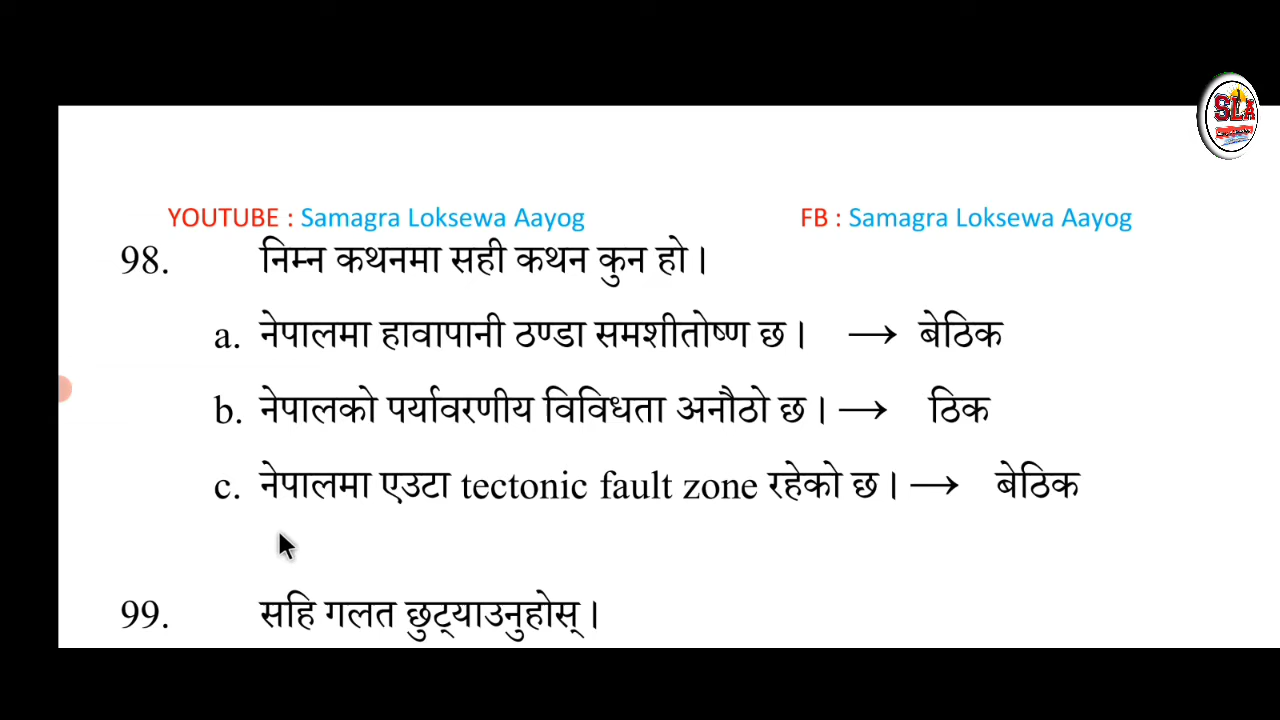 SLA
YOUTUBE : Samagra Loksewa Aayog FB : Samagra Loksewa Aayog
98. निम्न कथनमा सही कथन कुन हो।
a. नेपालमा हावापानी ठण्डा समशीतोष्ण छ। → बेठिक
b. नेपालको पर्यावरणीय विविधता अनौठो छ। → ठिक
c. नेपालमा एउटा tectonic fault zone रहेको छ। → बेठिक
99. सहि गलत छुट्याउनुहोस्।